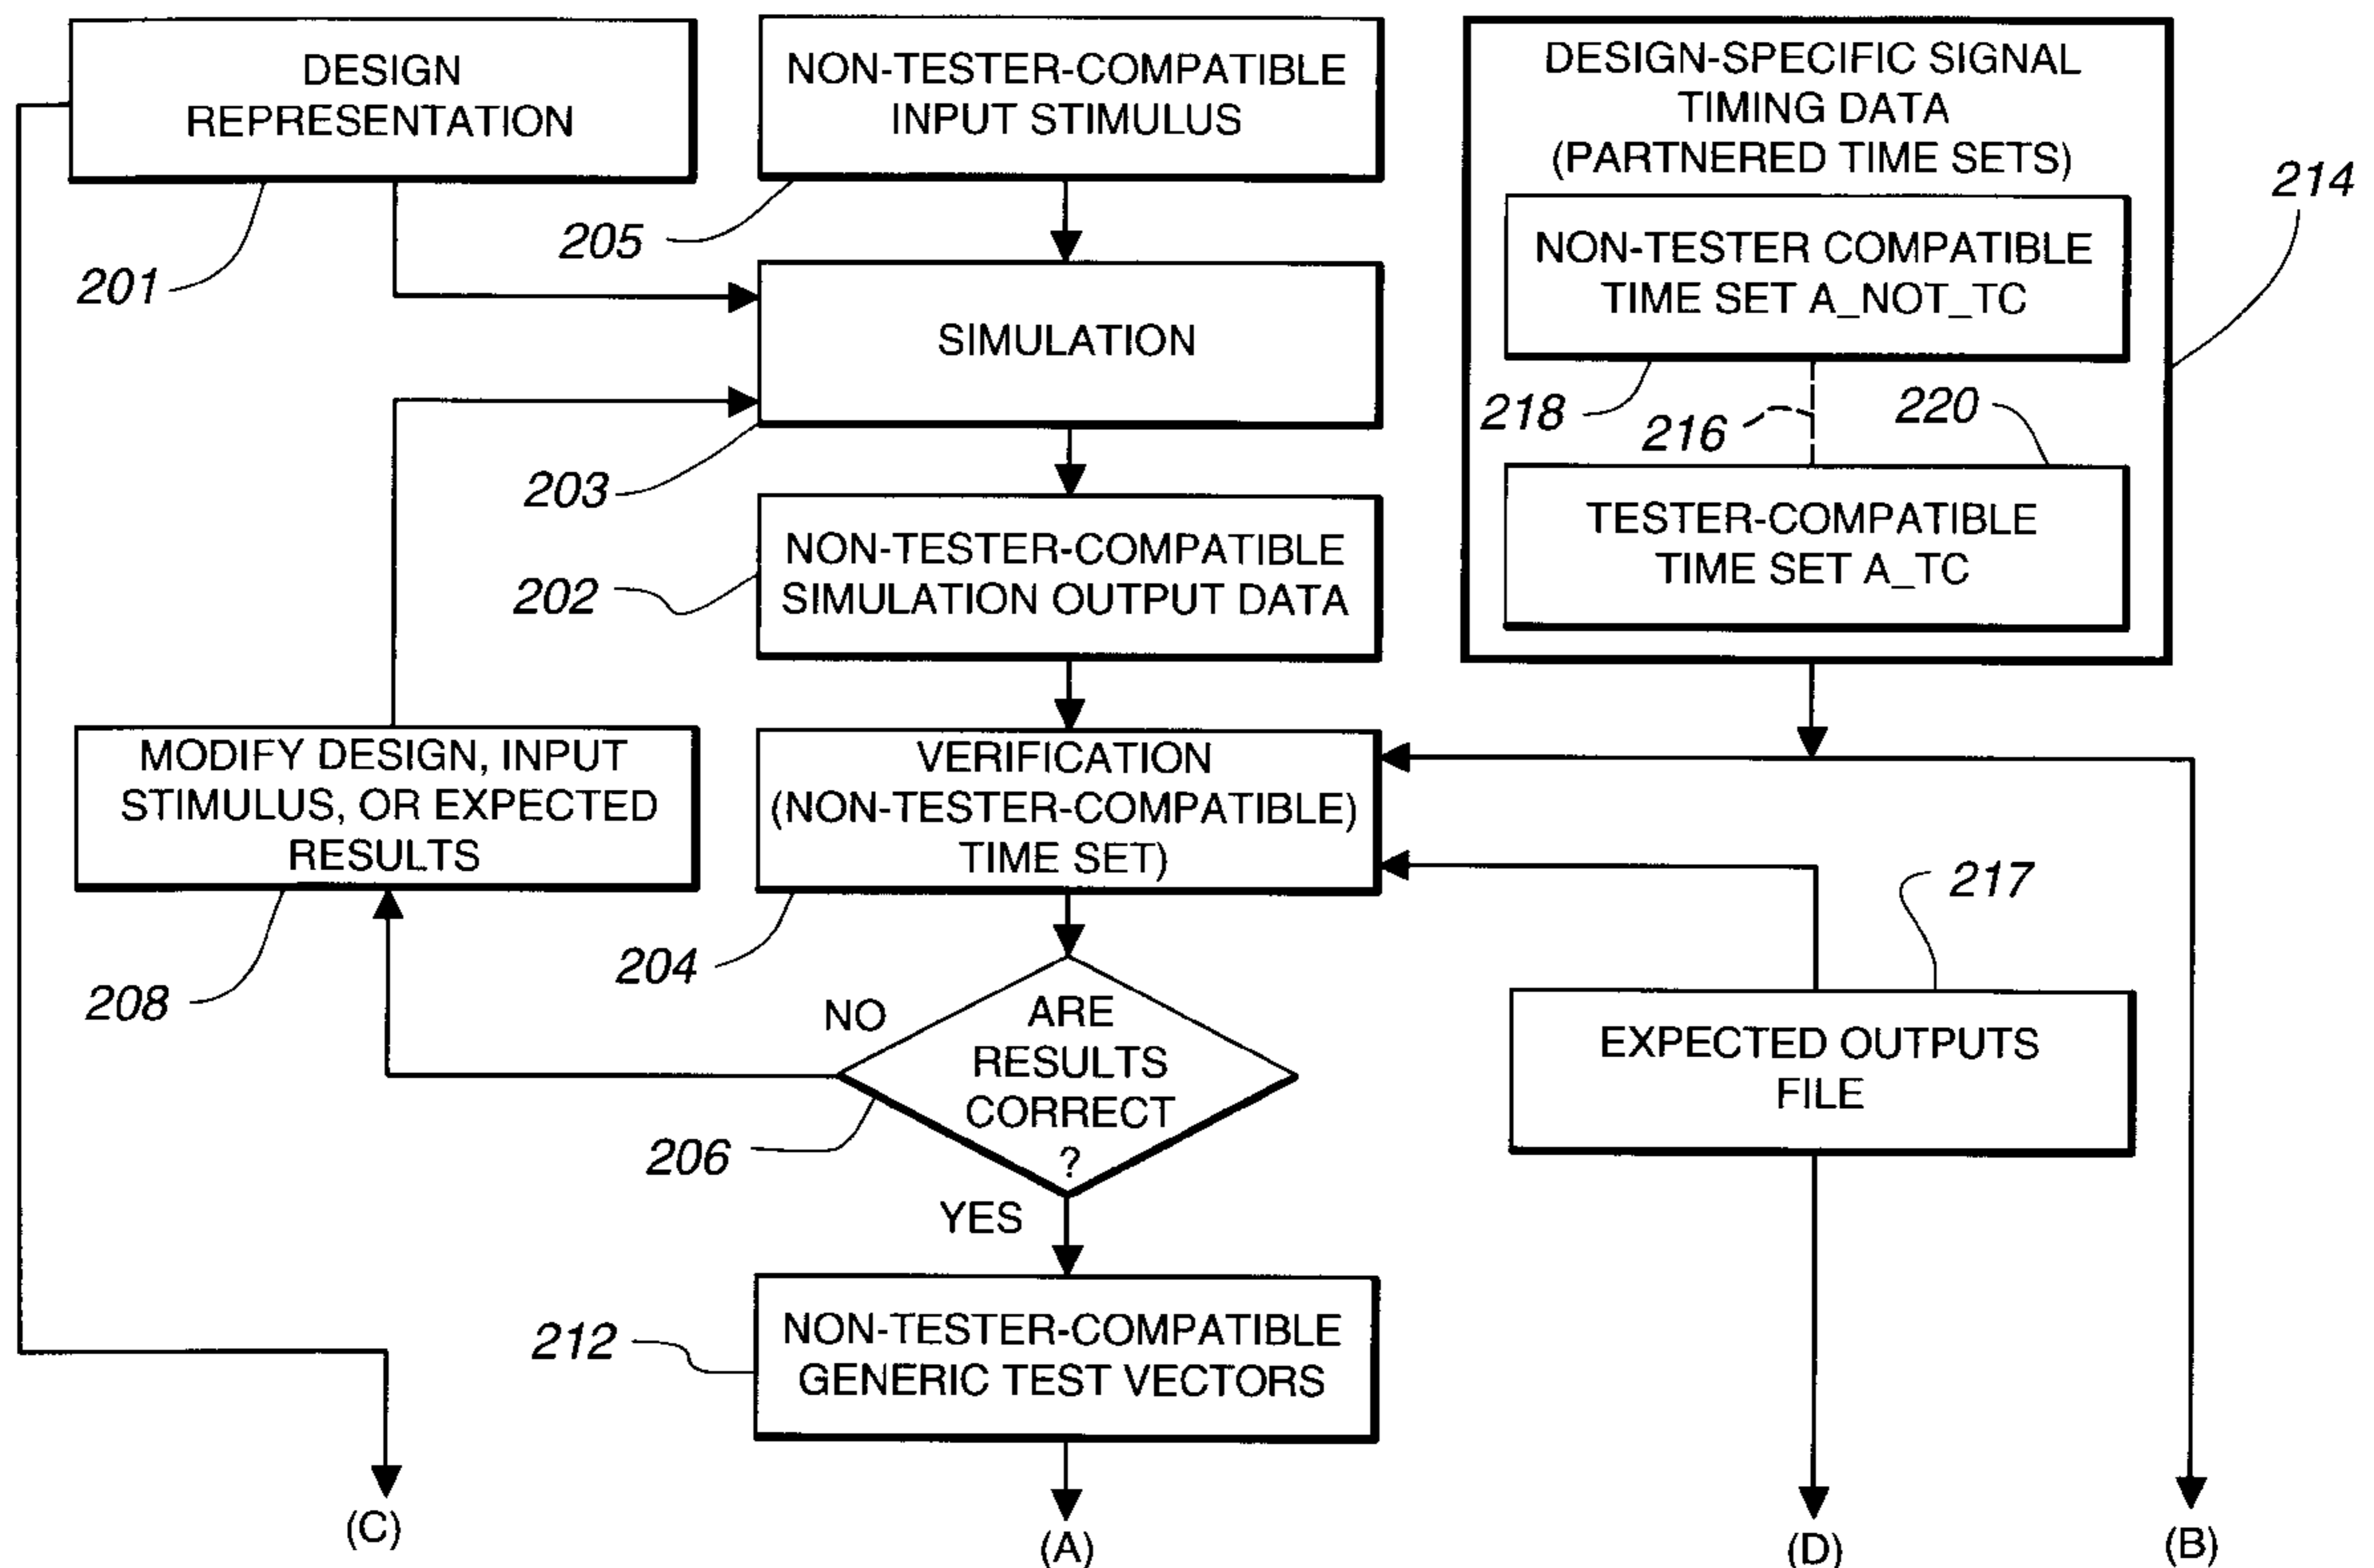 DESIGN
REPRESENTATION
201
NON-TESTER-COMPATIBLE
INPUT STIMULUS
205
SIMULATION
203
NON-TESTER-COMPATIBLE
SIMULATION OUTPUT DATA
202
DESIGN-SPECIFIC SIGNAL
TIMING DATA
(PARTNERED TIME SETS)
214
NON-TESTER COMPATIBLE
TIME SET A_NOT_TC
218
216
220
TESTER-COMPATIBLE
TIME SET A_TC
MODIFY DESIGN, INPUT
STIMULUS, OR EXPECTED
RESULTS
208
VERIFICATION
(NON-TESTER-COMPATIBLE)
TIME SET)
204
217
EXPECTED OUTPUTS
FILE
NO
ARE
RESULTS
CORRECT
?
206
YES
NON-TESTER-COMPATIBLE
GENERIC TEST VECTORS
212
(C)
(A)
(D)
(B)